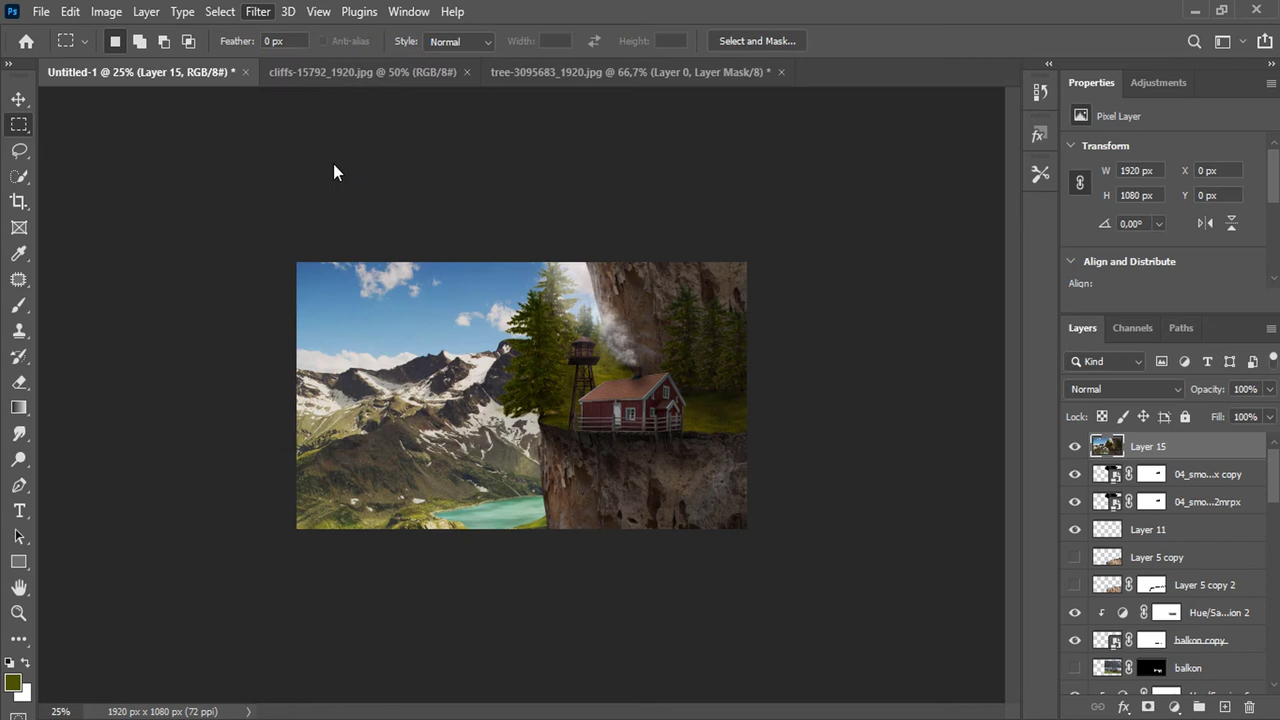 Ps File Edit Image Layer Type Select Filter 3D View Plugins Window Help
Feather: 0 px Anti-alias Style: Normal Width: Height: Select and Mask...
Untitled-1 @ 25% (Layer 15, RGB/8#) * × cliffs-15792_1920.jpg @ 50% (RGB/8#) × tree-3095683_1920.jpg @ 66,7% (Layer 0, Layer Mask/8) * ×
Properties Adjustments
Pixel Layer
Transform
W 1920 px X 0 px
H 1080 px Y 0 px
0,00°
Align and Distribute
Align:
Layers Channels Paths
Kind
Normal Opacity: 100%
Lock: Fill: 100%
Layer 15
04_smo...x copy
04_smo...2mrpx
Layer 11
Layer 5 copy
Layer 5 copy 2
Hue/Sa...ion 2
balkon copy
balkon
25% 1920 px x 1080 px (72 ppi)